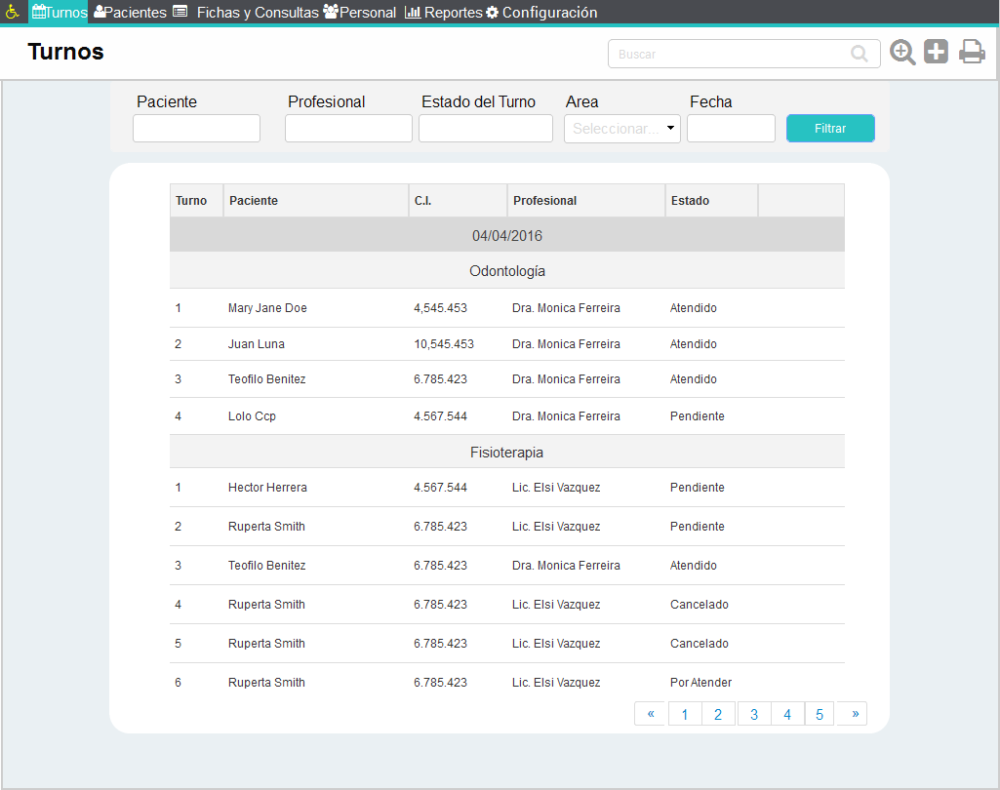 Turnos Pacientes Fichas y Consultas Personal Reportes Configuración
Turnos Buscar
Paciente Profesional Estado del Turno Area Fecha
Seleccionar... Filtrar
Turno Paciente C.I. Profesional Estado
04/04/2016
Odontología
1 Mary Jane Doe 4,545.453 Dra. Monica Ferreira Atendido
2 Juan Luna 10,545.453 Dra. Monica Ferreira Atendido
3 Teofilo Benitez 6.785.423 Dra. Monica Ferreira Atendido
4 Lolo Ccp 4.567.544 Dra. Monica Ferreira Pendiente
Fisioterapia
1 Hector Herrera 4.567.544 Lic. Elsi Vazquez Pendiente
2 Ruperta Smith 6.785.423 Lic. Elsi Vazquez Pendiente
3 Teofilo Benitez 6.785.423 Dra. Monica Ferreira Atendido
4 Ruperta Smith 6.785.423 Lic. Elsi Vazquez Cancelado
5 Ruperta Smith 6.785.423 Lic. Elsi Vazquez Cancelado
6 Ruperta Smith 6.785.423 Lic. Elsi Vazquez Por Atender
« 1 2 3 4 5 »